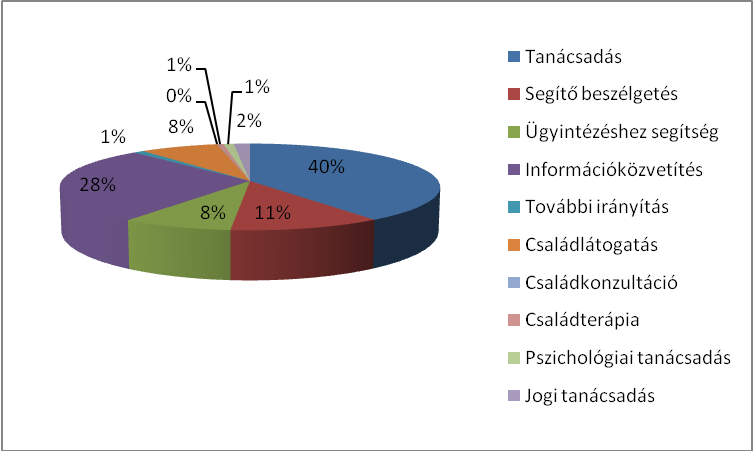 1%
1%
0%
2%
8%
1%
40%
28%
8%
11%
Tanácsadás
Segítő beszélgetés
Ügyintézéshez segítség
Információközvetítés
További irányítás
Családlátogatás
Családkonzultáció
Családterápia
Pszichológiai tanácsadás
Jogi tanácsadás